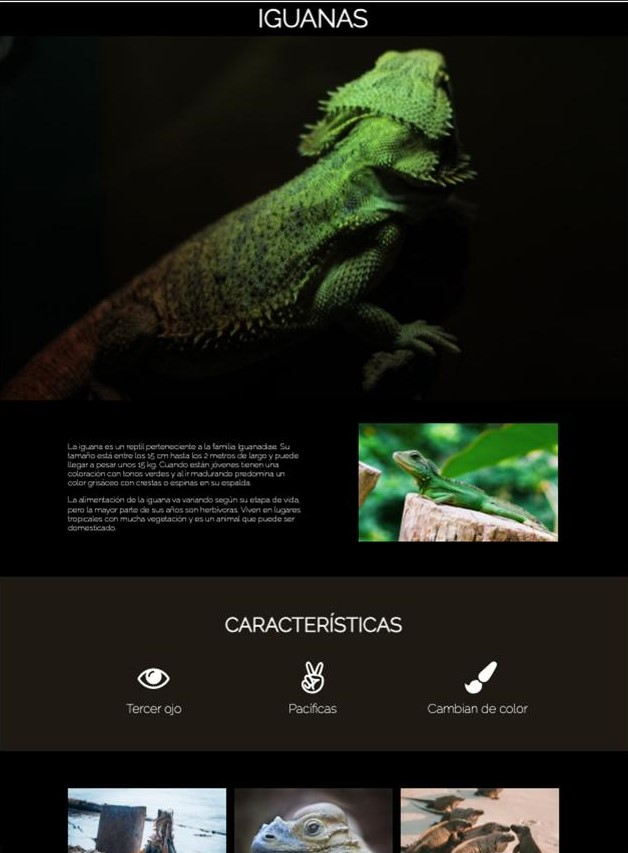 IGUANAS
La iguana es un reptil perteneciente a la familia Iguanadiae. Su
tamaño está entre los 15 cm hasta los 2 metros de largo y puede
llegar a pesar unos 15 kg. Cuando están jóvenes tienen una
coloración con tonos verdes y al ir madurando predomina un
color grisáceo con crestas o espinas en su espalda.
La alimentación de la iguana va variando según su etapa de vida,
pero la mayor parte de sus años son herbívoras. Viven en lugares
tropicales con mucha vegetación y es un animal que puede ser
domesticado.
CARACTERÍSTICAS
Tercer ojo
Pacíficas
Cambian de color